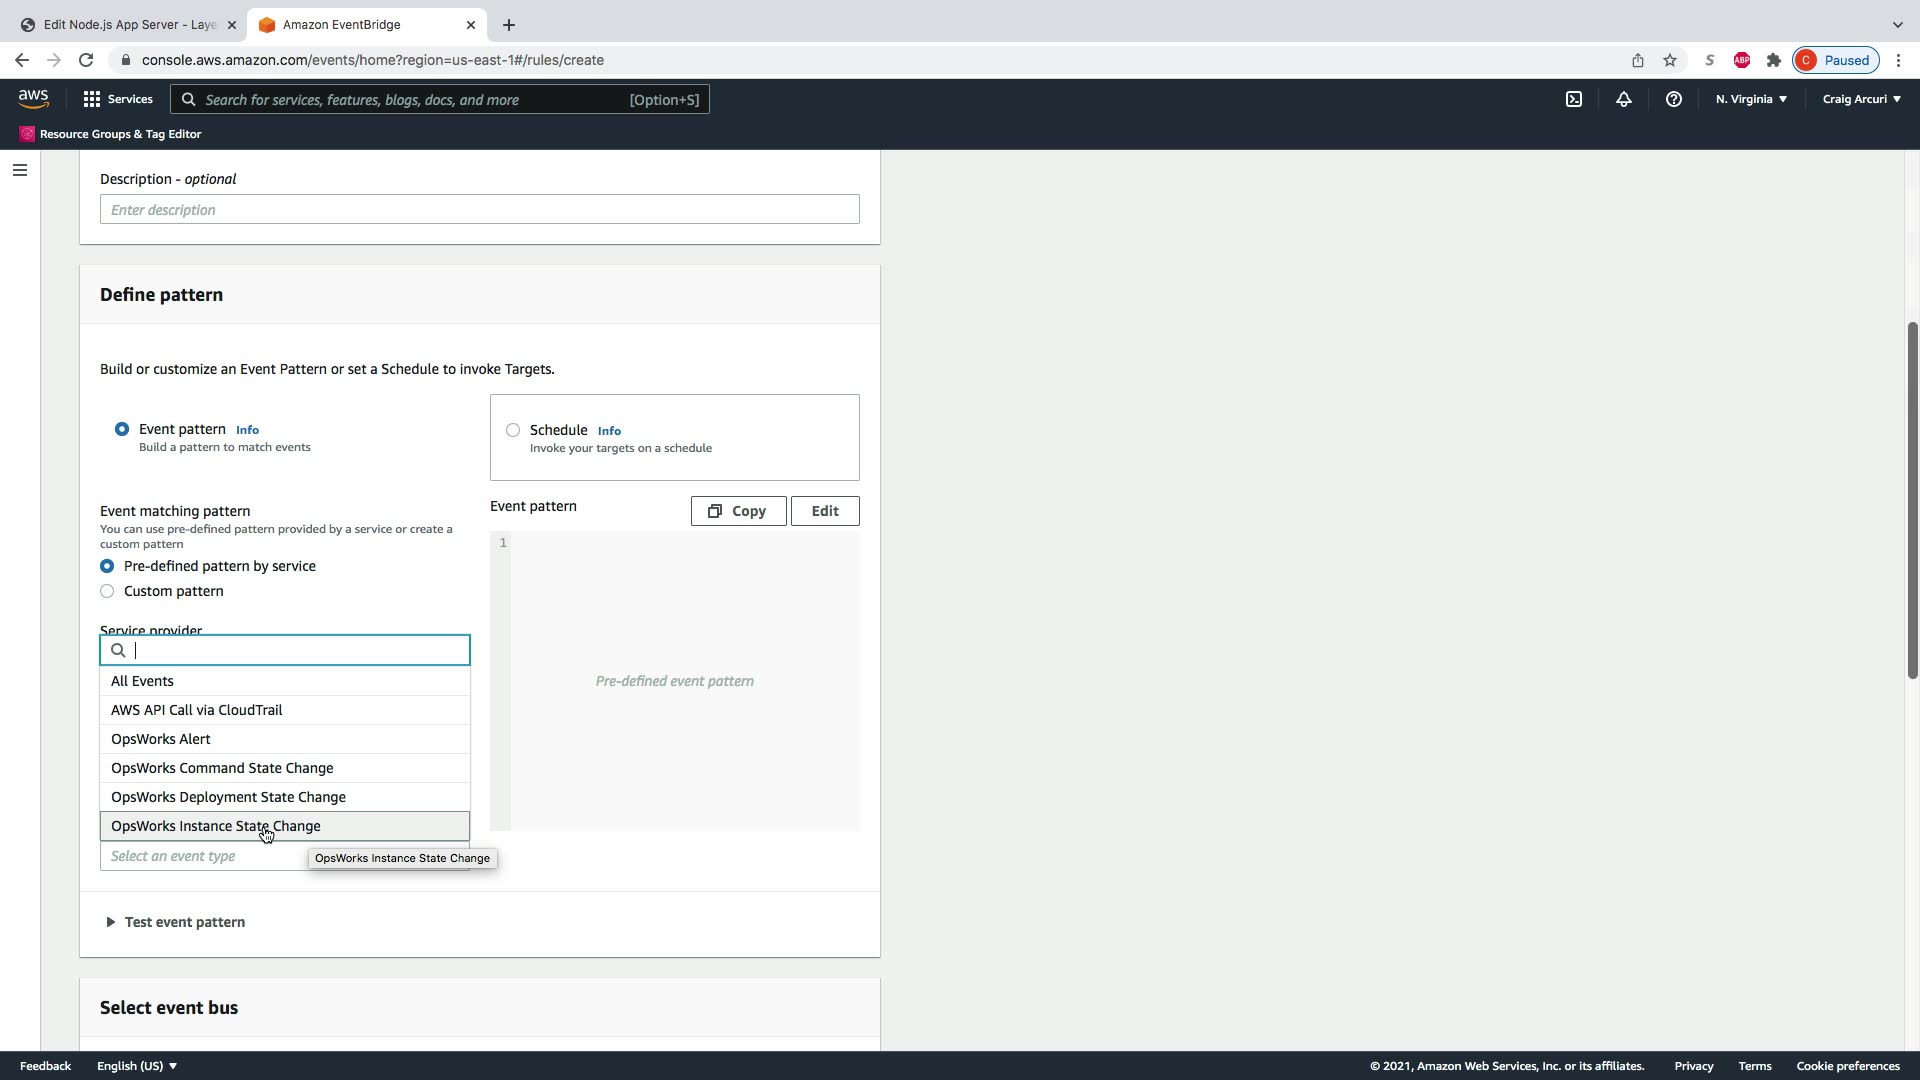 Edit Node.js App Server - Laye
Amazon EventBridge
console.aws.amazon.com/events/home?region=us-east-1#/rules/create
S
ABP
C Paused
aws
Services
Search for services, features, blogs, docs, and more [Option+S]
N. Virginia
Craig Arcuri
Resource Groups & Tag Editor
Description - optional
Enter description
Define pattern
Build or customize an Event Pattern or set a Schedule to invoke Targets.
Event pattern Info
Build a pattern to match events
Schedule Info
Invoke your targets on a schedule
Event matching pattern
You can use pre-defined pattern provided by a service or create a
custom pattern
Pre-defined pattern by service
Custom pattern
Event pattern
Copy
Edit
1
Pre-defined event pattern
Service provider
All Events
AWS API Call via CloudTrail
OpsWorks Alert
OpsWorks Command State Change
OpsWorks Deployment State Change
OpsWorks Instance State Change
Select an event type
OpsWorks Instance State Change
Test event pattern
Select event bus
Feedback
English (US)
© 2021, Amazon Web Services, Inc. or its affiliates.
Privacy
Terms
Cookie preferences